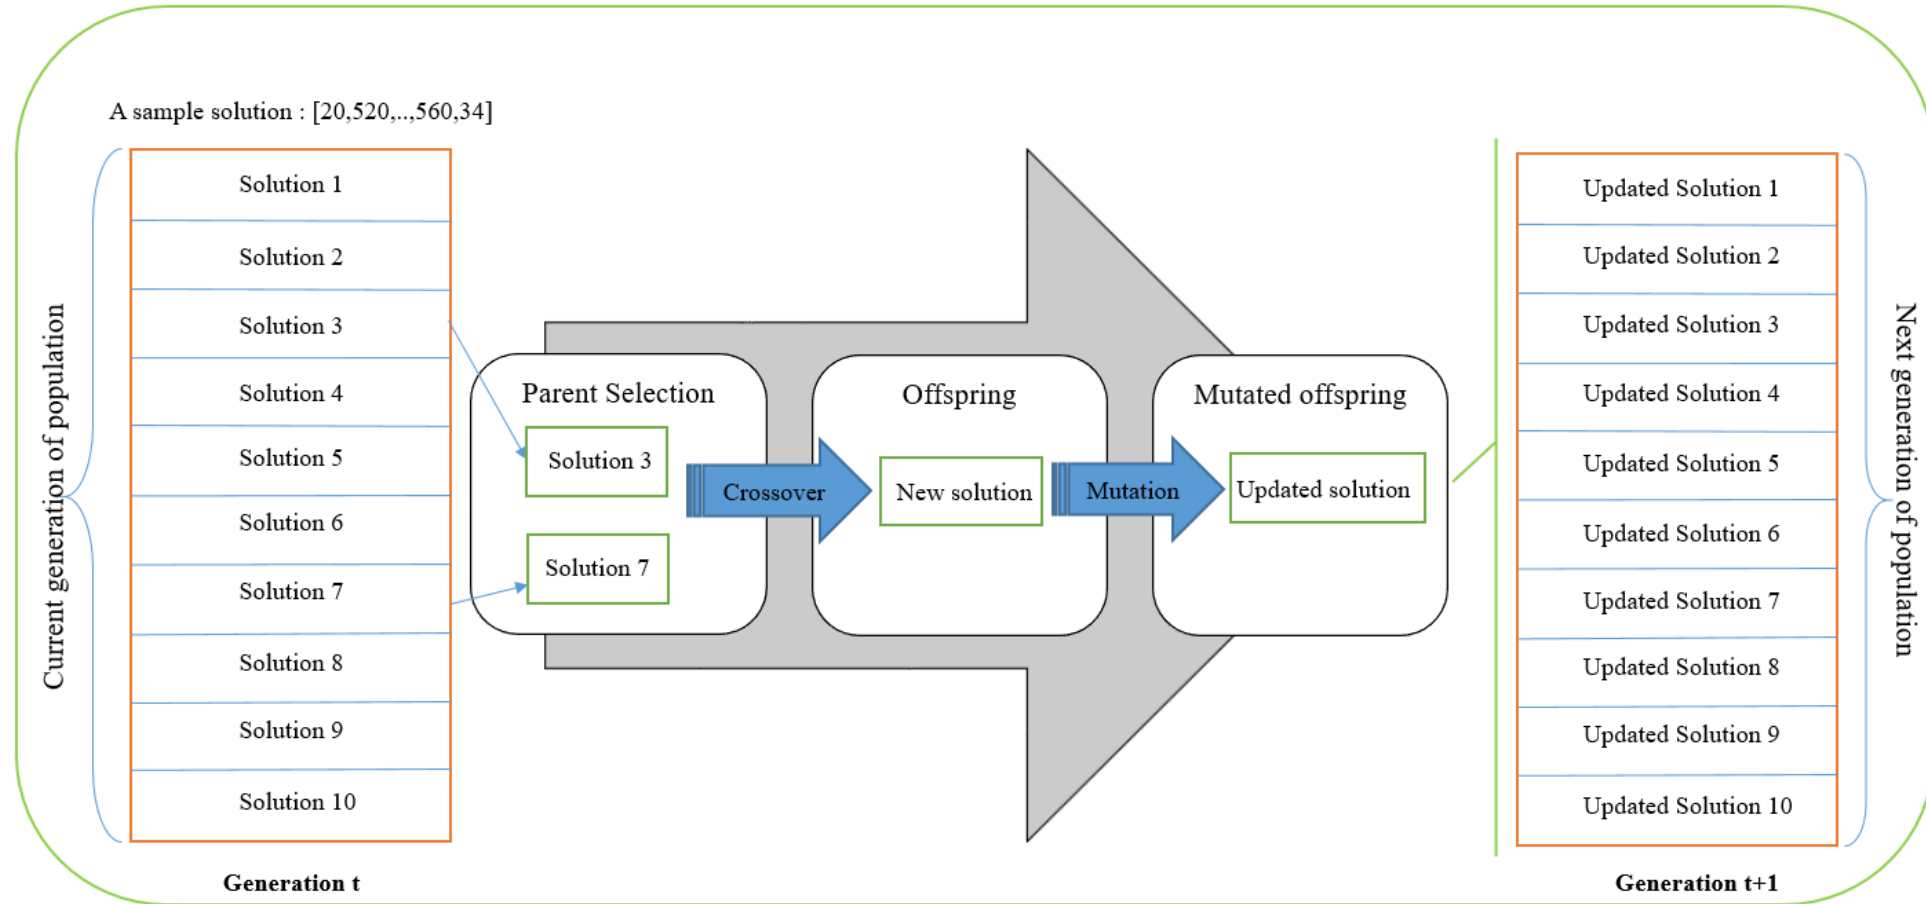 A sample solution : [20,520,..,560,34]
Current generation of population
Solution 1
Solution 2
Solution 3
Solution 4
Solution 5
Solution 6
Solution 7
Solution 8
Solution 9
Solution 10
Generation t
Parent Selection
Solution 3
Solution 7
Crossover
Offspring
New solution
Mutation
Mutated offspring
Updated solution
Updated Solution 1
Updated Solution 2
Updated Solution 3
Updated Solution 4
Updated Solution 5
Updated Solution 6
Updated Solution 7
Updated Solution 8
Updated Solution 9
Updated Solution 10
Next generation of population
Generation t+1